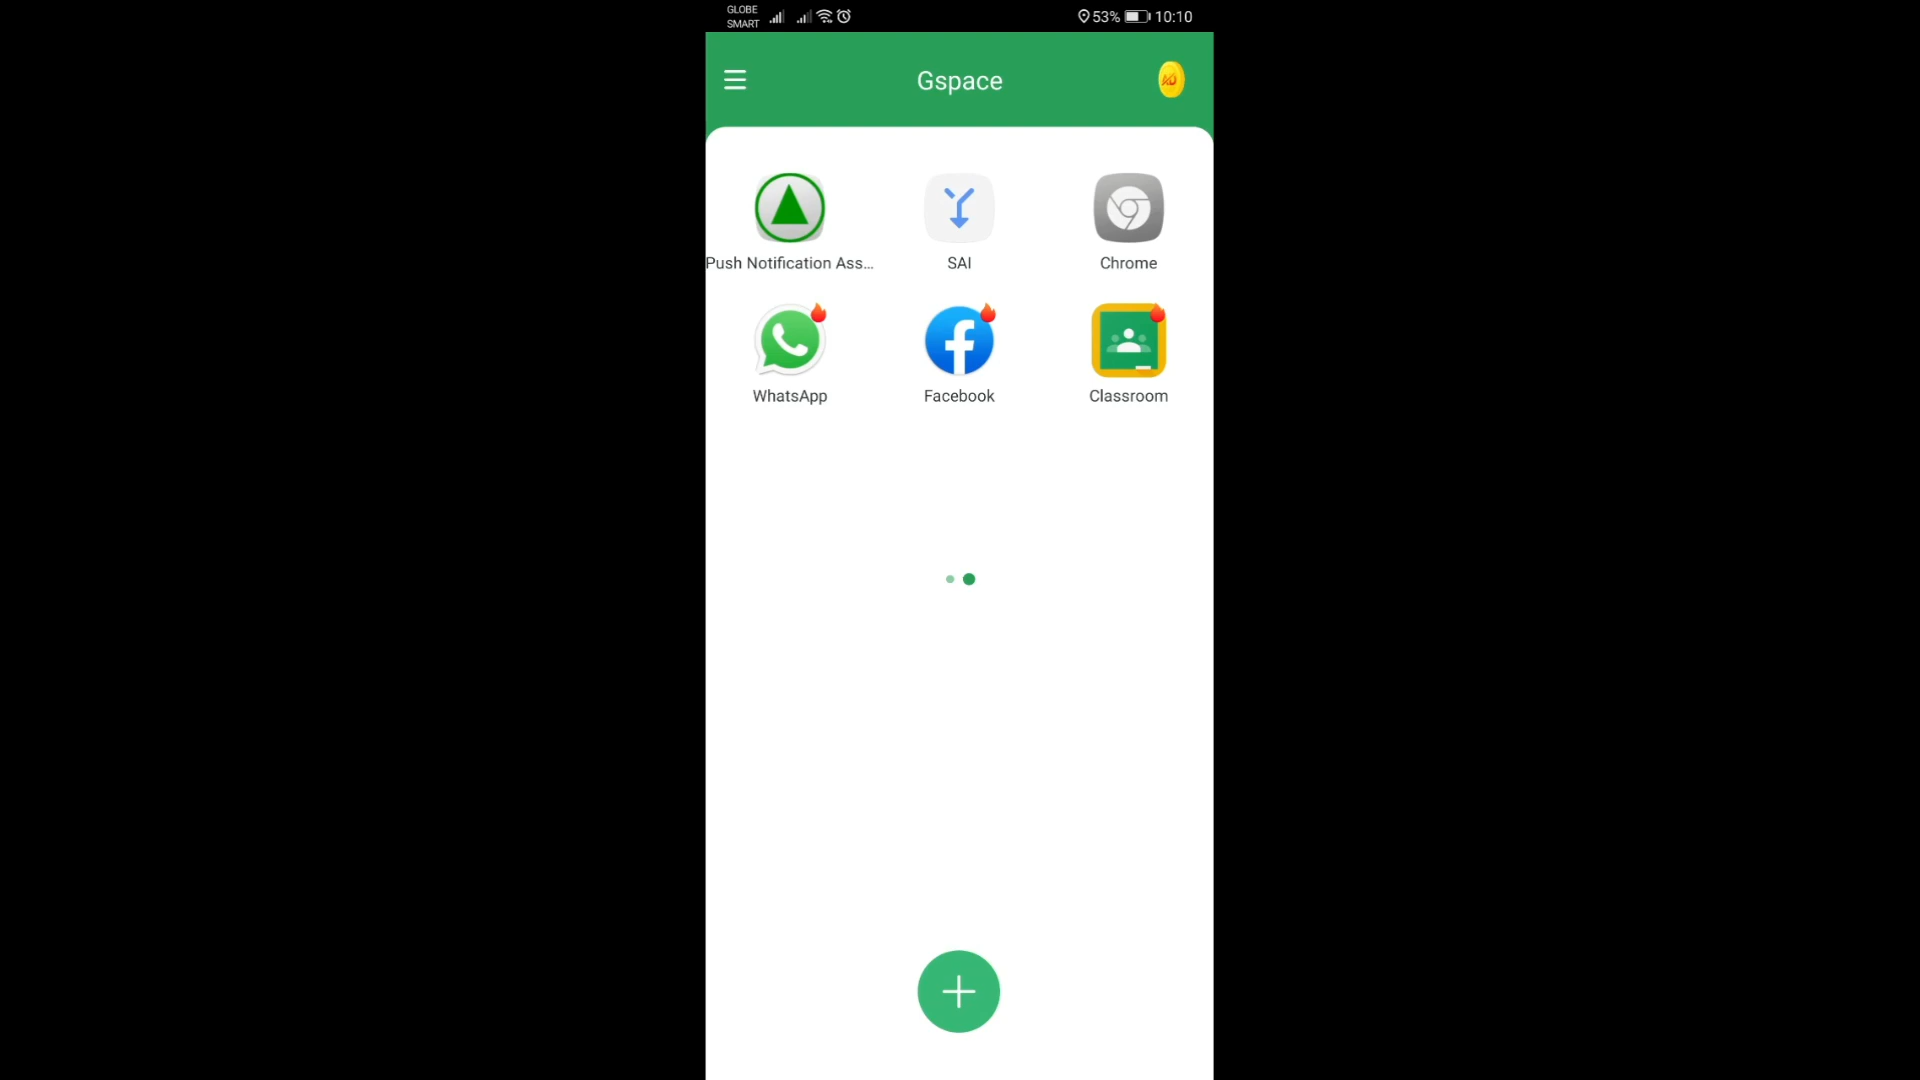 GLOBE
SMART
53%
10:10
Gspace
Push Notification Ass...
SAI
Chrome
WhatsApp
Facebook
Classroom